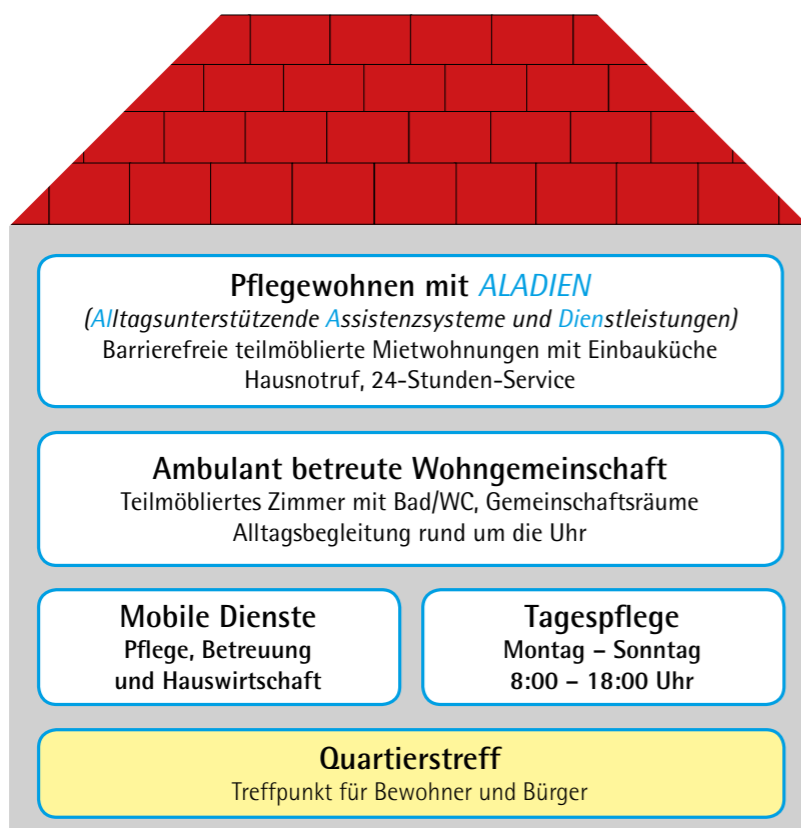 Pflegewohnen mit ALADIEN
(Alltagsunterstützende Assistenzsysteme und Dienstleistungen)
Barrierefreie teilmöblierte Mietwohnungen mit Einbauküche
Hausnotruf, 24-Stunden-Service
Ambulant betreute Wohngemeinschaft
Teilmöbliertes Zimmer mit Bad/WC, Gemeinschaftsräume
Alltagsbegleitung rund um die Uhr
Mobile Dienste
Pflege, Betreuung
und Hauswirtschaft
Tagespflege
Montag – Sonntag
8:00 – 18:00 Uhr
Quartierstreff
Treffpunkt für Bewohner und Bürger